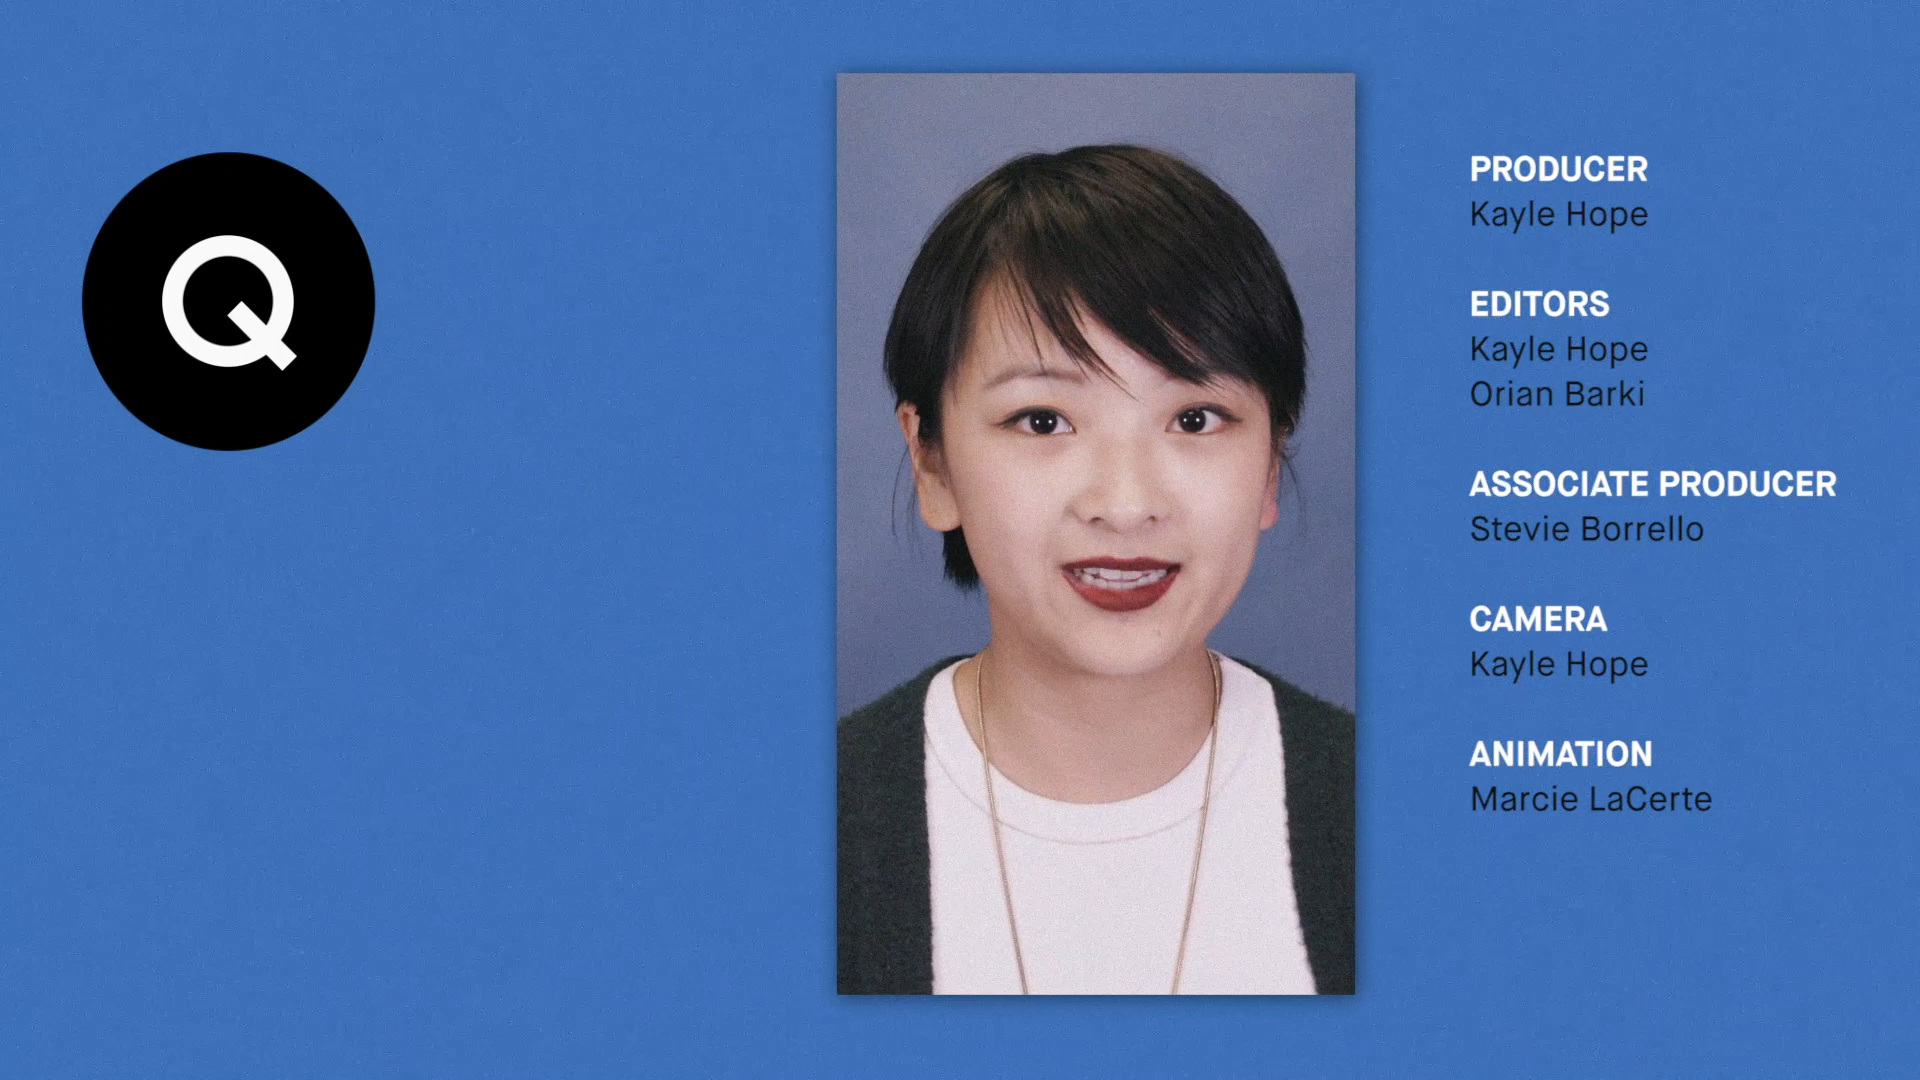 Q
PRODUCER
Kayle Hope
EDITORS
Kayle Hope
Orian Barki
ASSOCIATE PRODUCER
Stevie Borrello
CAMERA
Kayle Hope
ANIMATION
Marcie LaCerte